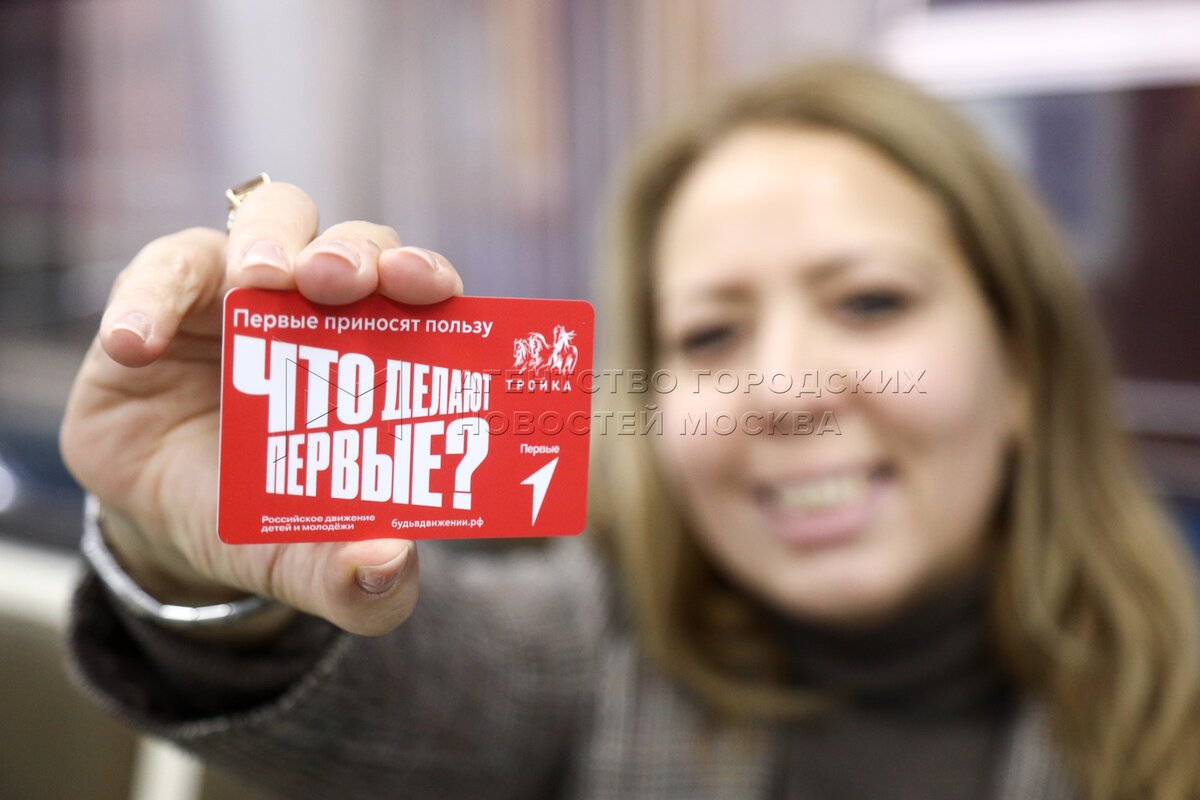 Первые приносят пользу
ЧТО ДЕЛАЮТ
ПЕРВЫЕ?
ТРОЙКА
Первые
Российское движение
детей и молодёжи
будьвдвижении.рф
АГЕНТСТВО ГОРОДСКИХ
НОВОСТЕЙ МОСКВА